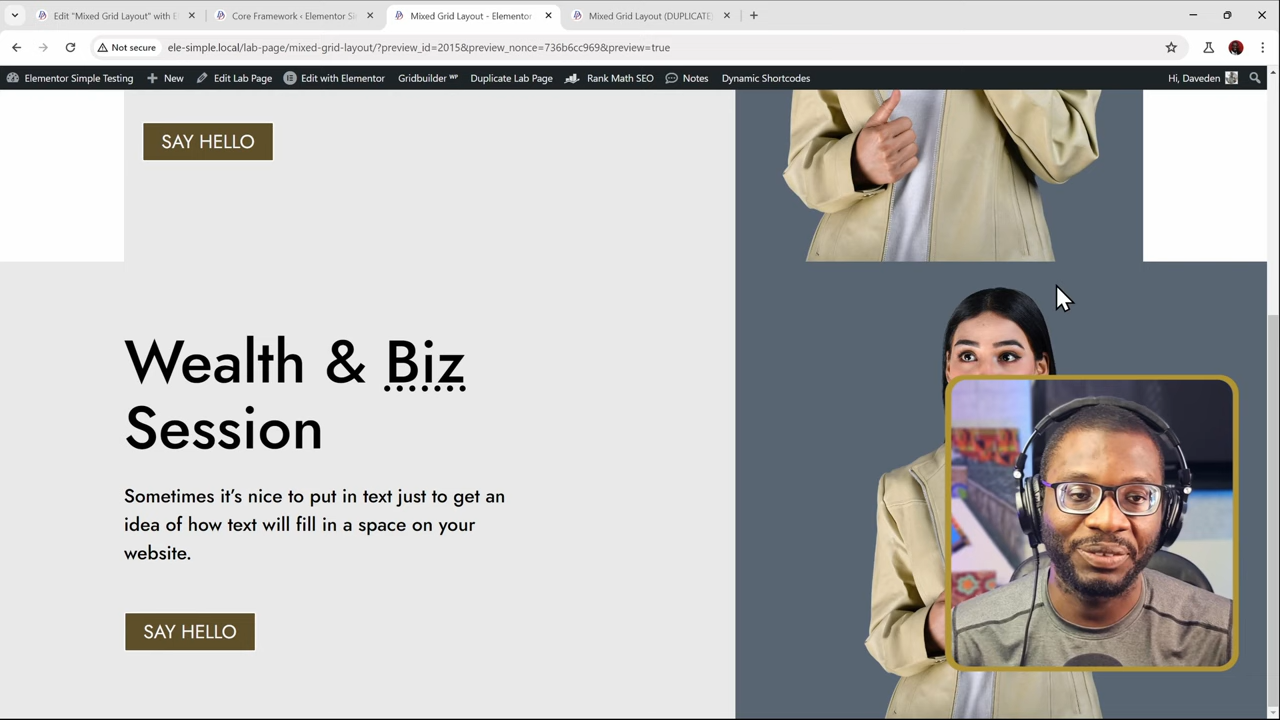 Edit "Mixed Grid Layout" with E
Core Framework ‹ Elementor Si
Mixed Grid Layout - Elementor
Mixed Grid Layout (DUPLICATE)
Not secure
ele-simple.local/lab-page/mixed-grid-layout/?preview_id=2015&preview_nonce=736b6cc969&preview=true
Elementor Simple Testing
New
Edit Lab Page
Edit with Elementor
Gridbuilder WP
Duplicate Lab Page
Rank Math SEO
Notes
Dynamic Shortcodes
Hi, Daveden
SAY HELLO
Wealth & Biz
Session
Sometimes it’s nice to put in text just to get an
idea of how text will fill in a space on your
website.
SAY HELLO